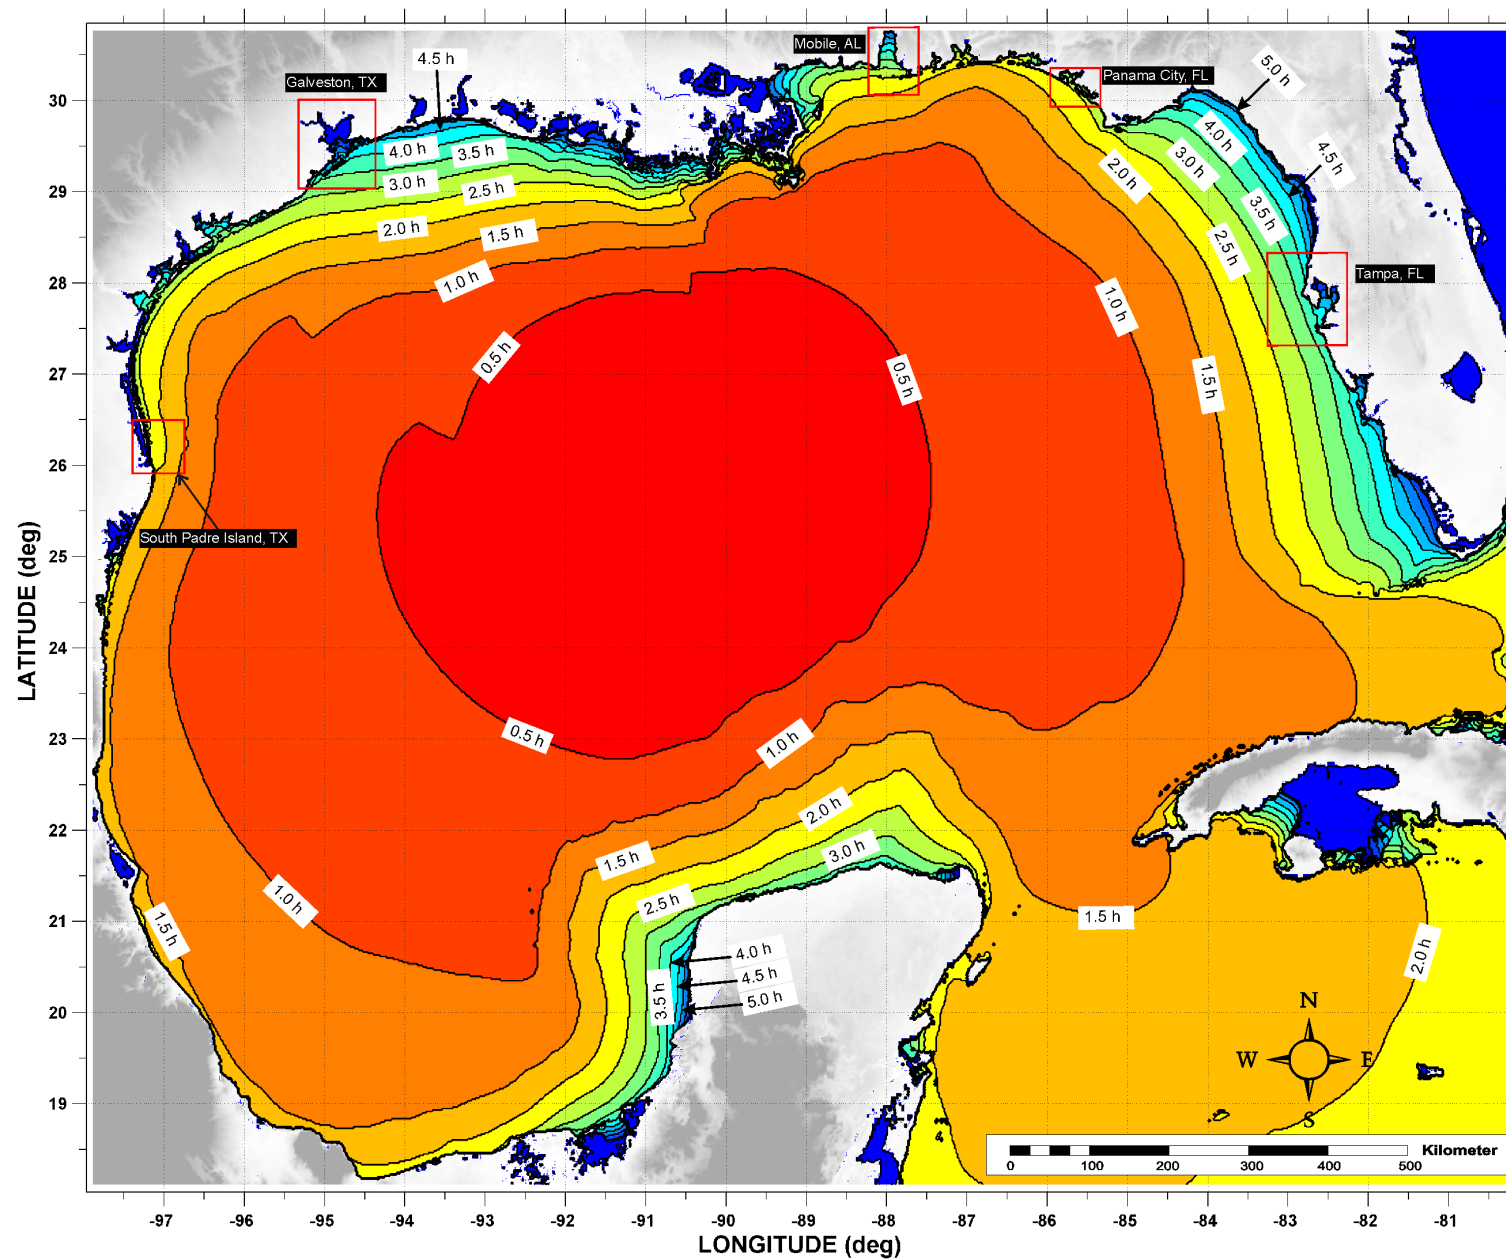 Mobile, AL
4.5 h
5.0 h
Galveston, TX
Panama City, FL
30
4.0 h
3.5 h
4.0 h
3.0 h
2.0 h
4.5 h
3.0 h
2.5 h
29
3.5 h
2.0 h
1.5 h
2.5 h
28
1.0 h
Tampa, FL
1.0 h
0.5 h
0.5 h
1.5 h
27
26
South Padre Island, TX
25
24
23
0.5 h
1.0 h
22
2.0 h
1.5 h
3.0 h
1.0 h
2.5 h
21
1.5 h
1.5 h
2.0 h
4.0 h
4.5 h
3.5 h
5.0 h
20
N
W
E
S
19
Kilometer
0 100 200 300 400 500
-97 -96 -95 -94 -93 -92 -91 -90 -89 -88 -87 -86 -85 -84 -83 -82 -81
LONGITUDE (deg)
LATITUDE (deg)